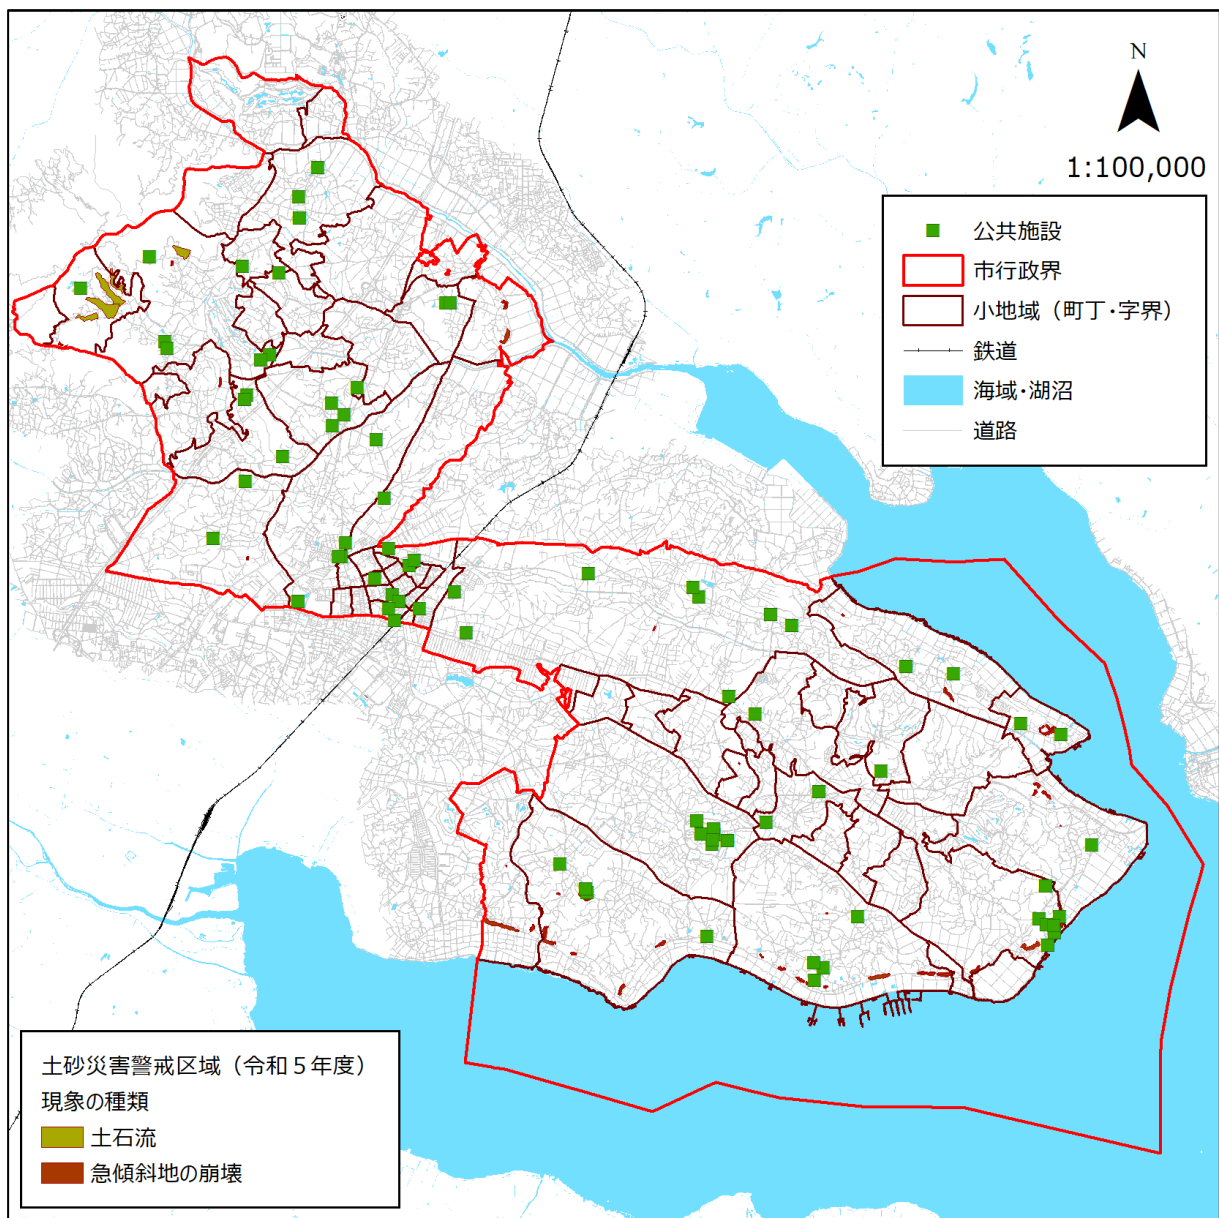 N
1:100,000
公共施設
市行政界
小地域（町丁・字界）
鉄道
海域・湖沼
道路
土砂災害警戒区域（令和５年度）
現象の種類
土石流
急傾斜地の崩壊